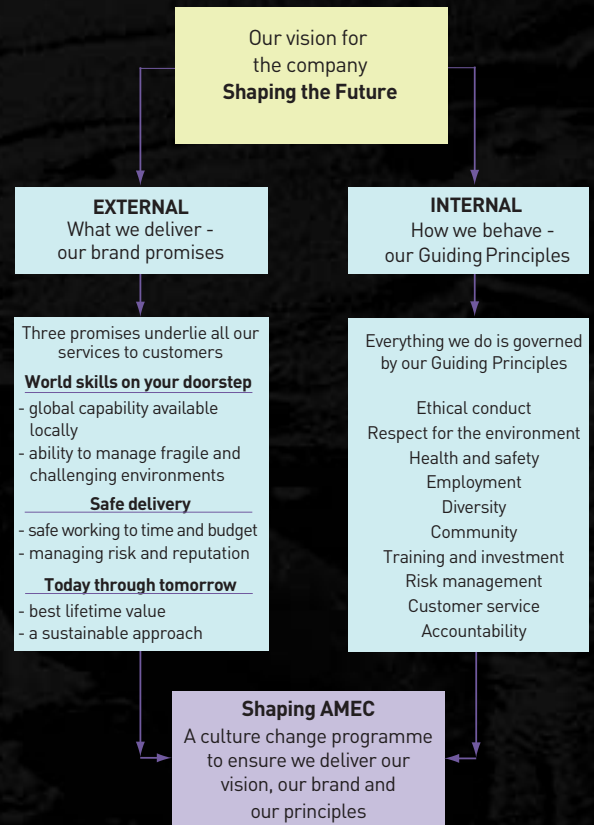 Our vision for
the company
Shaping the Future
EXTERNAL
What we deliver -
our brand promises
INTERNAL
How we behave -
our Guiding Principles
Three promises underlie all our
services to customers
World skills on your doorstep
- global capability available
locally
- ability to manage fragile and
challenging environments
Safe delivery
- safe working to time and budget
- managing risk and reputation
Today through tomorrow
- best lifetime value
- a sustainable approach
Everything we do is governed
by our Guiding Principles
Ethical conduct
Respect for the environment
Health and safety
Employment
Diversity
Community
Training and investment
Risk management
Customer service
Accountability
Shaping AMEC
A culture change programme
to ensure we deliver our
vision, our brand and
our principles